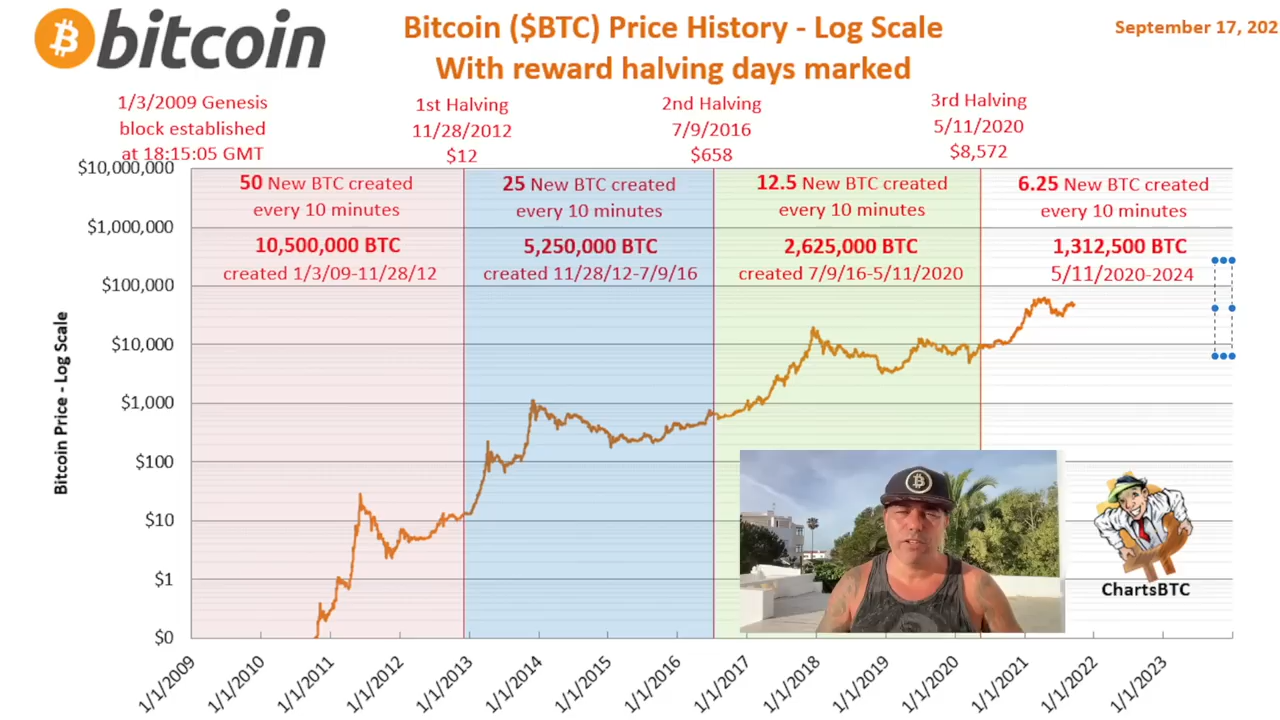 bitcoin
Bitcoin ($BTC) Price History - Log Scale
With reward halving days marked
September 17, 202
1/3/2009 Genesis
block established
at 18:15:05 GMT
1st Halving
11/28/2012
$12
2nd Halving
7/9/2016
$658
3rd Halving
5/11/2020
$8,572
50 New BTC created
every 10 minutes
10,500,000 BTC
created 1/3/09-11/28/12
25 New BTC created
every 10 minutes
5,250,000 BTC
created 11/28/12-7/9/16
12.5 New BTC created
every 10 minutes
2,625,000 BTC
created 7/9/16-5/11/2020
6.25 New BTC created
every 10 minutes
1,312,500 BTC
5/11/2020-2024
Bitcoin Price - Log Scale
$10,000,000
$1,000,000
$100,000
$10,000
$1,000
$100
$10
$1
$0
ChartsBTC
1/1/2009
1/1/2010
1/1/2011
1/1/2012
1/1/2013
1/1/2014
1/1/2015
1/1/2016
1/1/2017
1/1/2018
1/1/2019
1/1/2020
1/1/2021
1/1/2022
1/1/2023